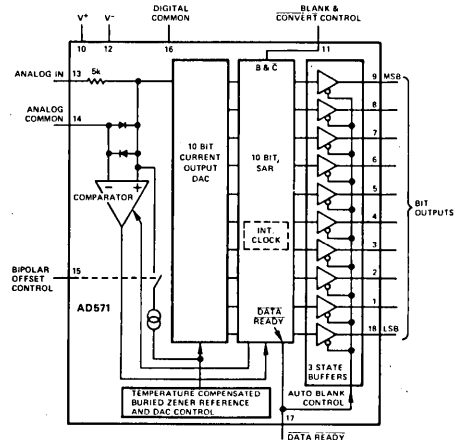 V+ V- DIGITAL COMMON BLANK & CONVERT CONTROL
10 12 16 11
ANALOG IN 13 5k
B & C
9 MSB
ANALOG COMMON 14
8
7
10 BIT CURRENT OUTPUT DAC
10 BIT, SAR
6
− +
COMPARATOR
5
BIT OUTPUTS
4
INT. CLOCK
3
BIPOLAR OFFSET CONTROL 15
2
AD571
1
DATA READY
18 LSB
3 STATE BUFFERS
TEMPERATURE COMPENSATED
BURIED ZENER REFERENCE
AND DAC CONTROL
AUTO BLANK CONTROL
17
DATA READY